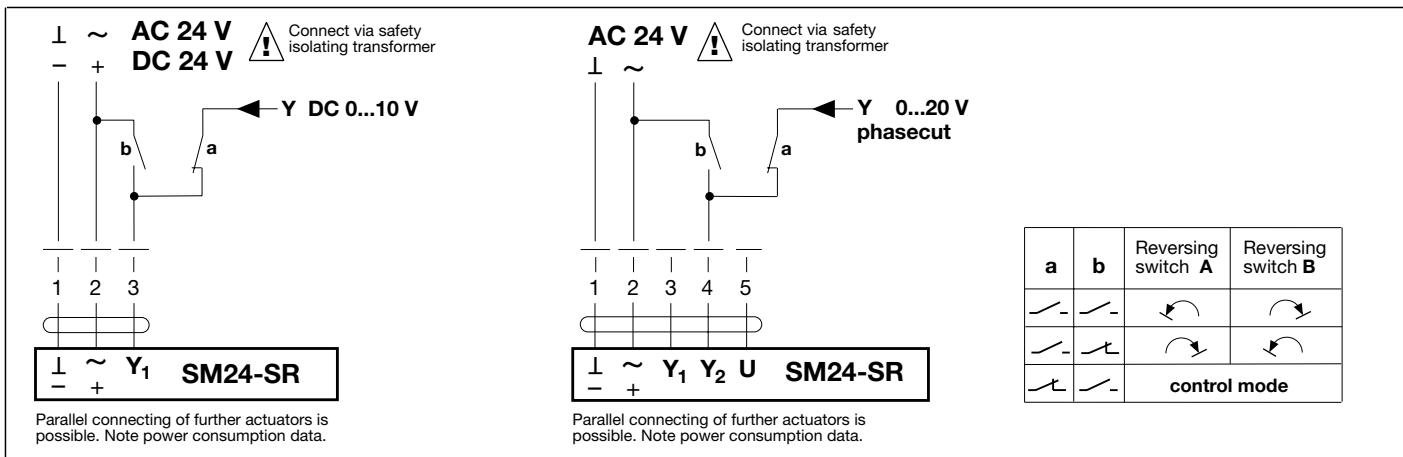 ⊥ ~ AC 24 V
− + DC 24 V
! Connect via safety
isolating transformer
Y DC 0...10 V
b a
1 2 3
⊥ ~ Y1 SM24-SR
− +
Parallel connecting of further actuators is
possible. Note power consumption data.
AC 24 V ! Connect via safety
isolating transformer
⊥ ~
Y 0...20 V
phasecut
b a
1 2 3 4 5
⊥ ~ Y1 Y2 U SM24-SR
− +
Parallel connecting of further actuators is
possible. Note power consumption data.
a b Reversing
switch A Reversing
switch B
control mode